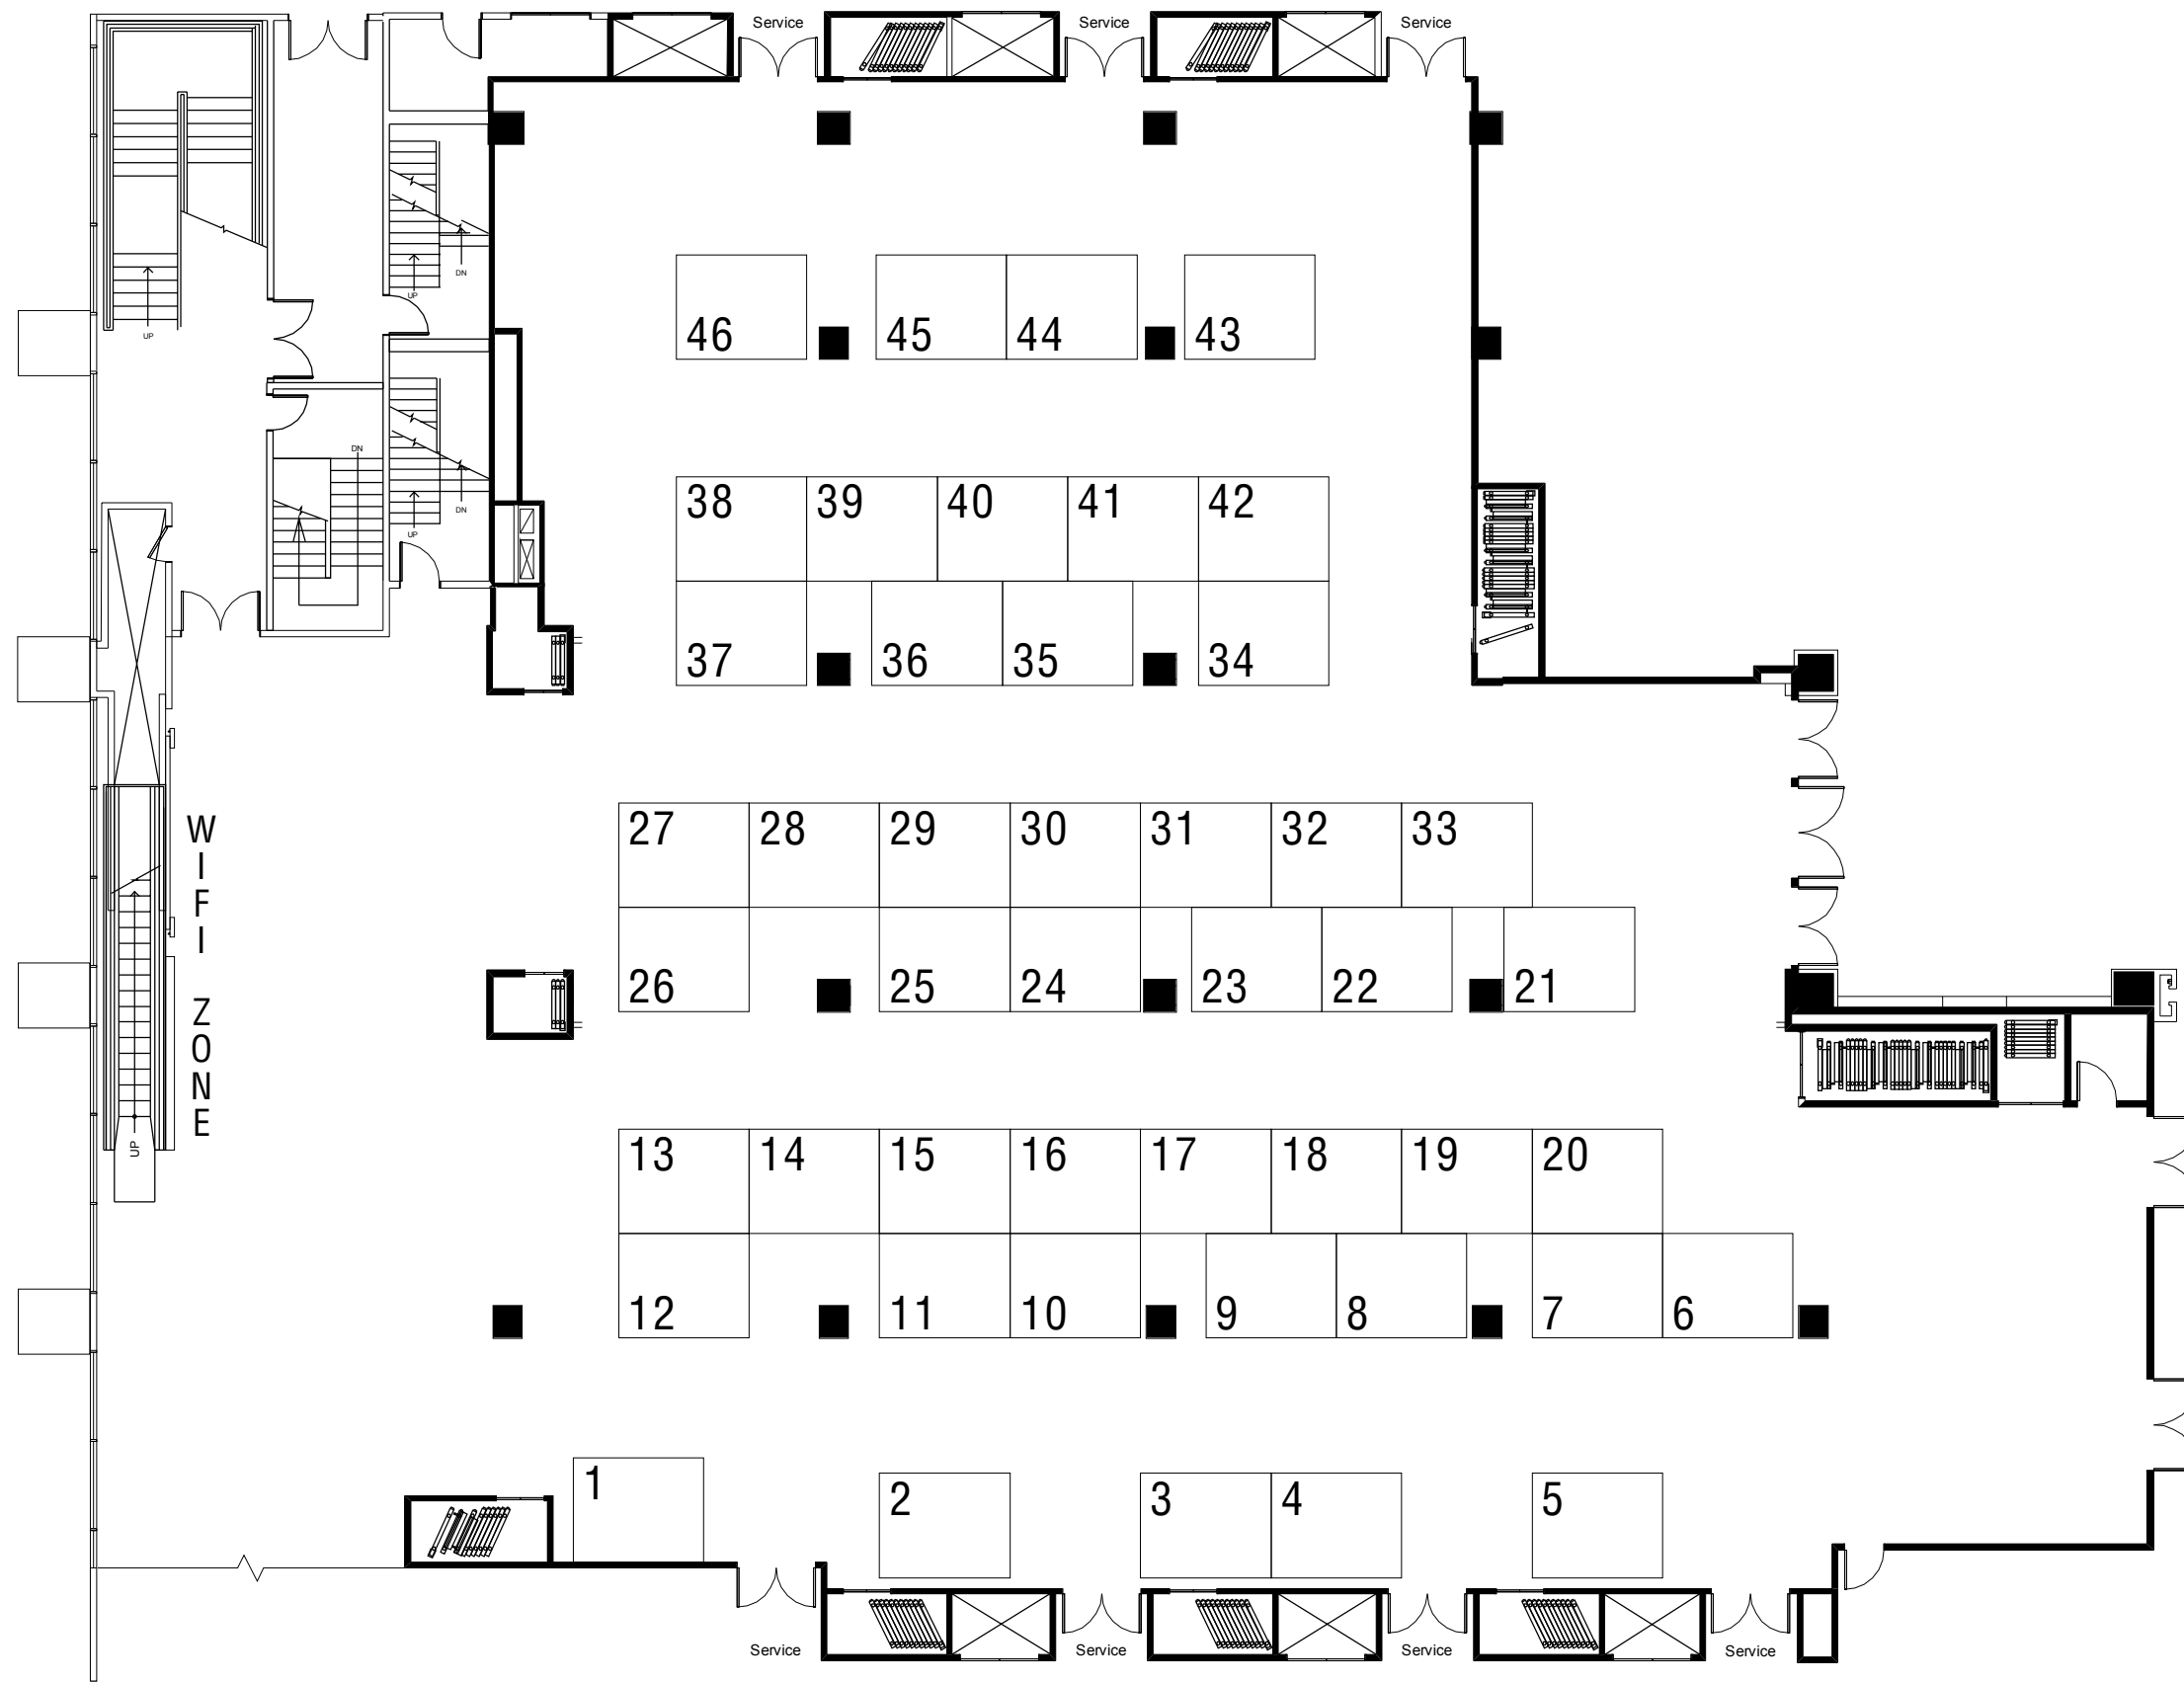 Service Service Service
UP
DN
46 45 44 43
UP
UP
DN
38 39 40 41 42
DN
UP
37 36 35 34
WIFI ZONE
27 28 29 30 31 32 33
26 25 24 23 22 21
UP
13 14 15 16 17 18 19 20
12 11 10 9 8 7 6
1 2 3 4 5
Service Service Service Service